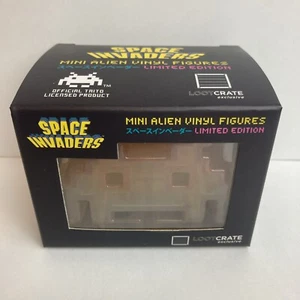 SPACE
INVADERS
MINI ALIEN VINYL FIGURES
スペースインベーダー LIMITED EDITION
TM
OFFICIAL TAITO
LICENSED PRODUCT
LOOTCRATE
exclusive
SPACE
INVADERS
MINI ALIEN VINYL FIGURES
スペースインベーダー LIMITED EDITION
LOOTCRATE
exclusive